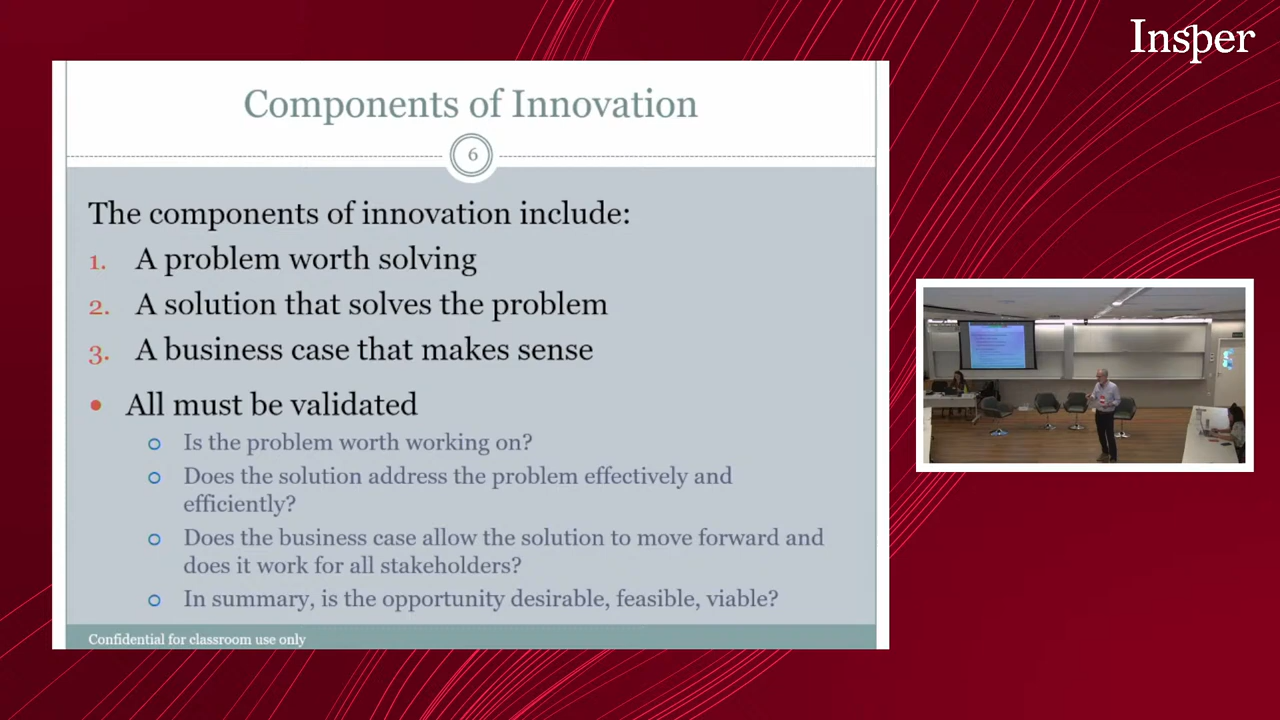 Insper
Components of Innovation
6
The components of innovation include:
1. A problem worth solving
2. A solution that solves the problem
3. A business case that makes sense
• All must be validated
o Is the problem worth working on?
o Does the solution address the problem effectively and
efficiently?
o Does the business case allow the solution to move forward and
does it work for all stakeholders?
o In summary, is the opportunity desirable, feasible, viable?
Confidential for classroom use only